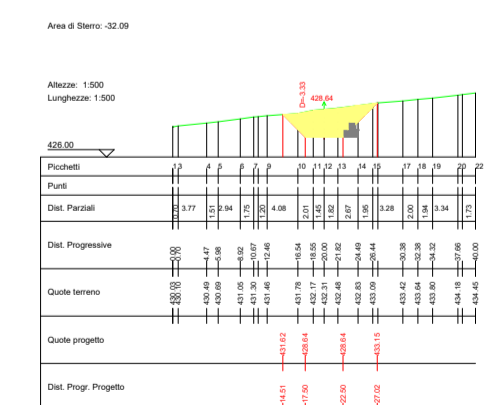 Area di Sterro: -32.09
Altezze: 1:500
Lunghezze: 1:500
D=-3.33
428.64
426.00
Picchetti 1 3 4 5 6 7 9 10 11 12 13 14 15 17 18 19 20 22
Punti
Dist. Parziali 0.70 3.77 1.51 2.94 1.75 1.20 4.08 2.01 1.45 1.82 2.67 1.95 3.28 2.00 1.94 3.34 1.73
Dist. Progressive 0.00 0.70 4.47 5.98 8.92 10.67 12.46 16.54 18.55 20.00 21.82 24.49 26.44 30.38 32.38 34.32 37.66 40.00
Quote terreno 430.03 430.10 430.49 430.69 431.05 431.30 431.46 431.78 432.17 432.31 432.48 432.83 433.09 433.42 433.64 433.80 434.18 434.45
Quote progetto 431.62 428.64 428.64 433.15
Dist. Progr. Progetto 14.51 17.50 22.50 27.02